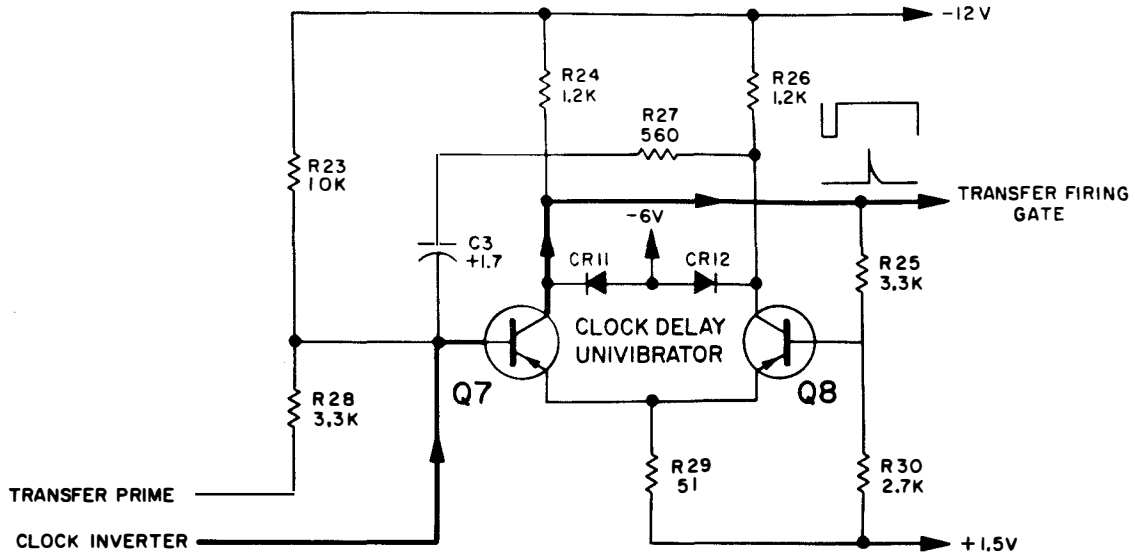 -12V
R24
1.2K
R26
1.2K
R27
560
R23
10K
TRANSFER FIRING
GATE
-6V
C3
+1.7
CR11
CR12
R25
3.3K
CLOCK DELAY
UNIVIBRATOR
Q7
Q8
R28
3.3K
R29
51
R30
2.7K
TRANSFER PRIME
CLOCK INVERTER
+1.5V